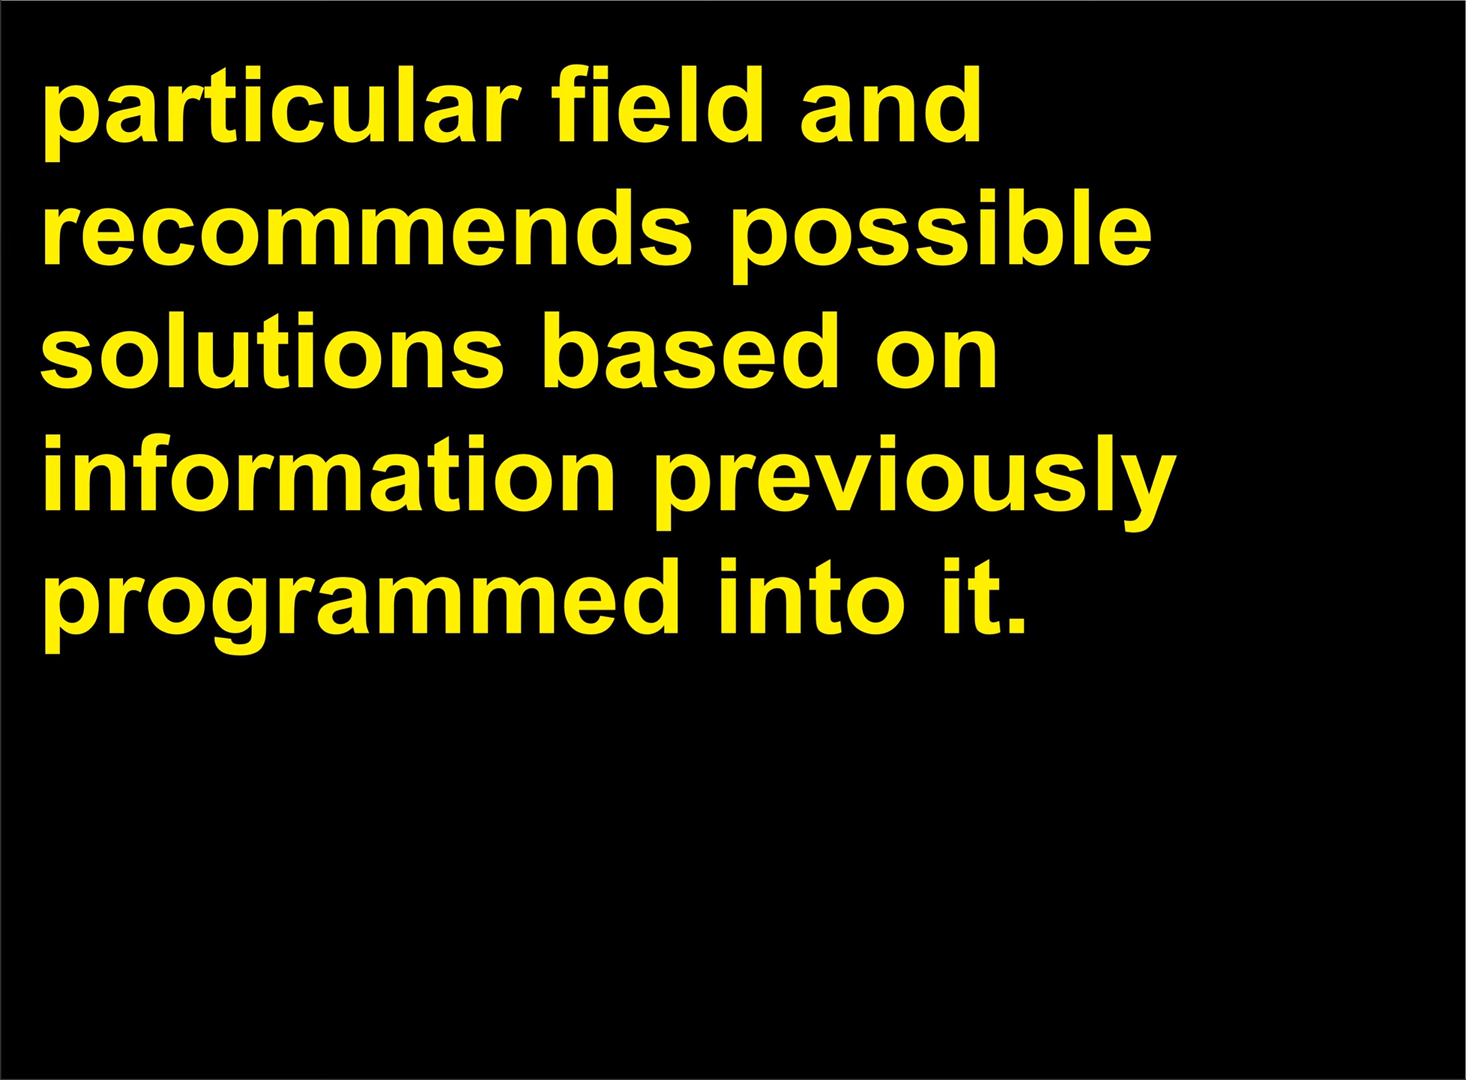 particular field and
recommends possible
solutions based on
information previously
programmed into it.